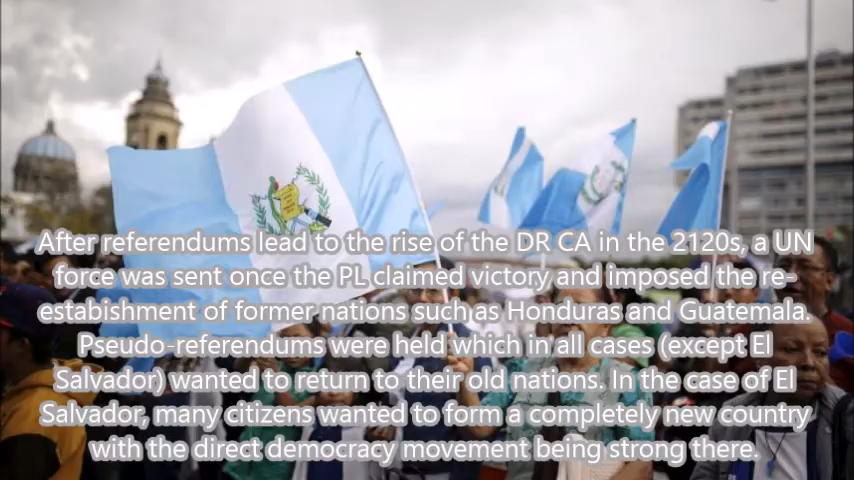 After referendums lead to the rise of the DR CA in the 2120s, a UN
force was sent once the PL claimed victory and imposed the re-
estabishment of former nations such as Honduras and Guatemala.
Pseudo-referendums were held which in all cases (except El
Salvador) wanted to return to their old nations. In the case of El
Salvador, many citizens wanted to form a completely new country
with the direct democracy movement being strong there.